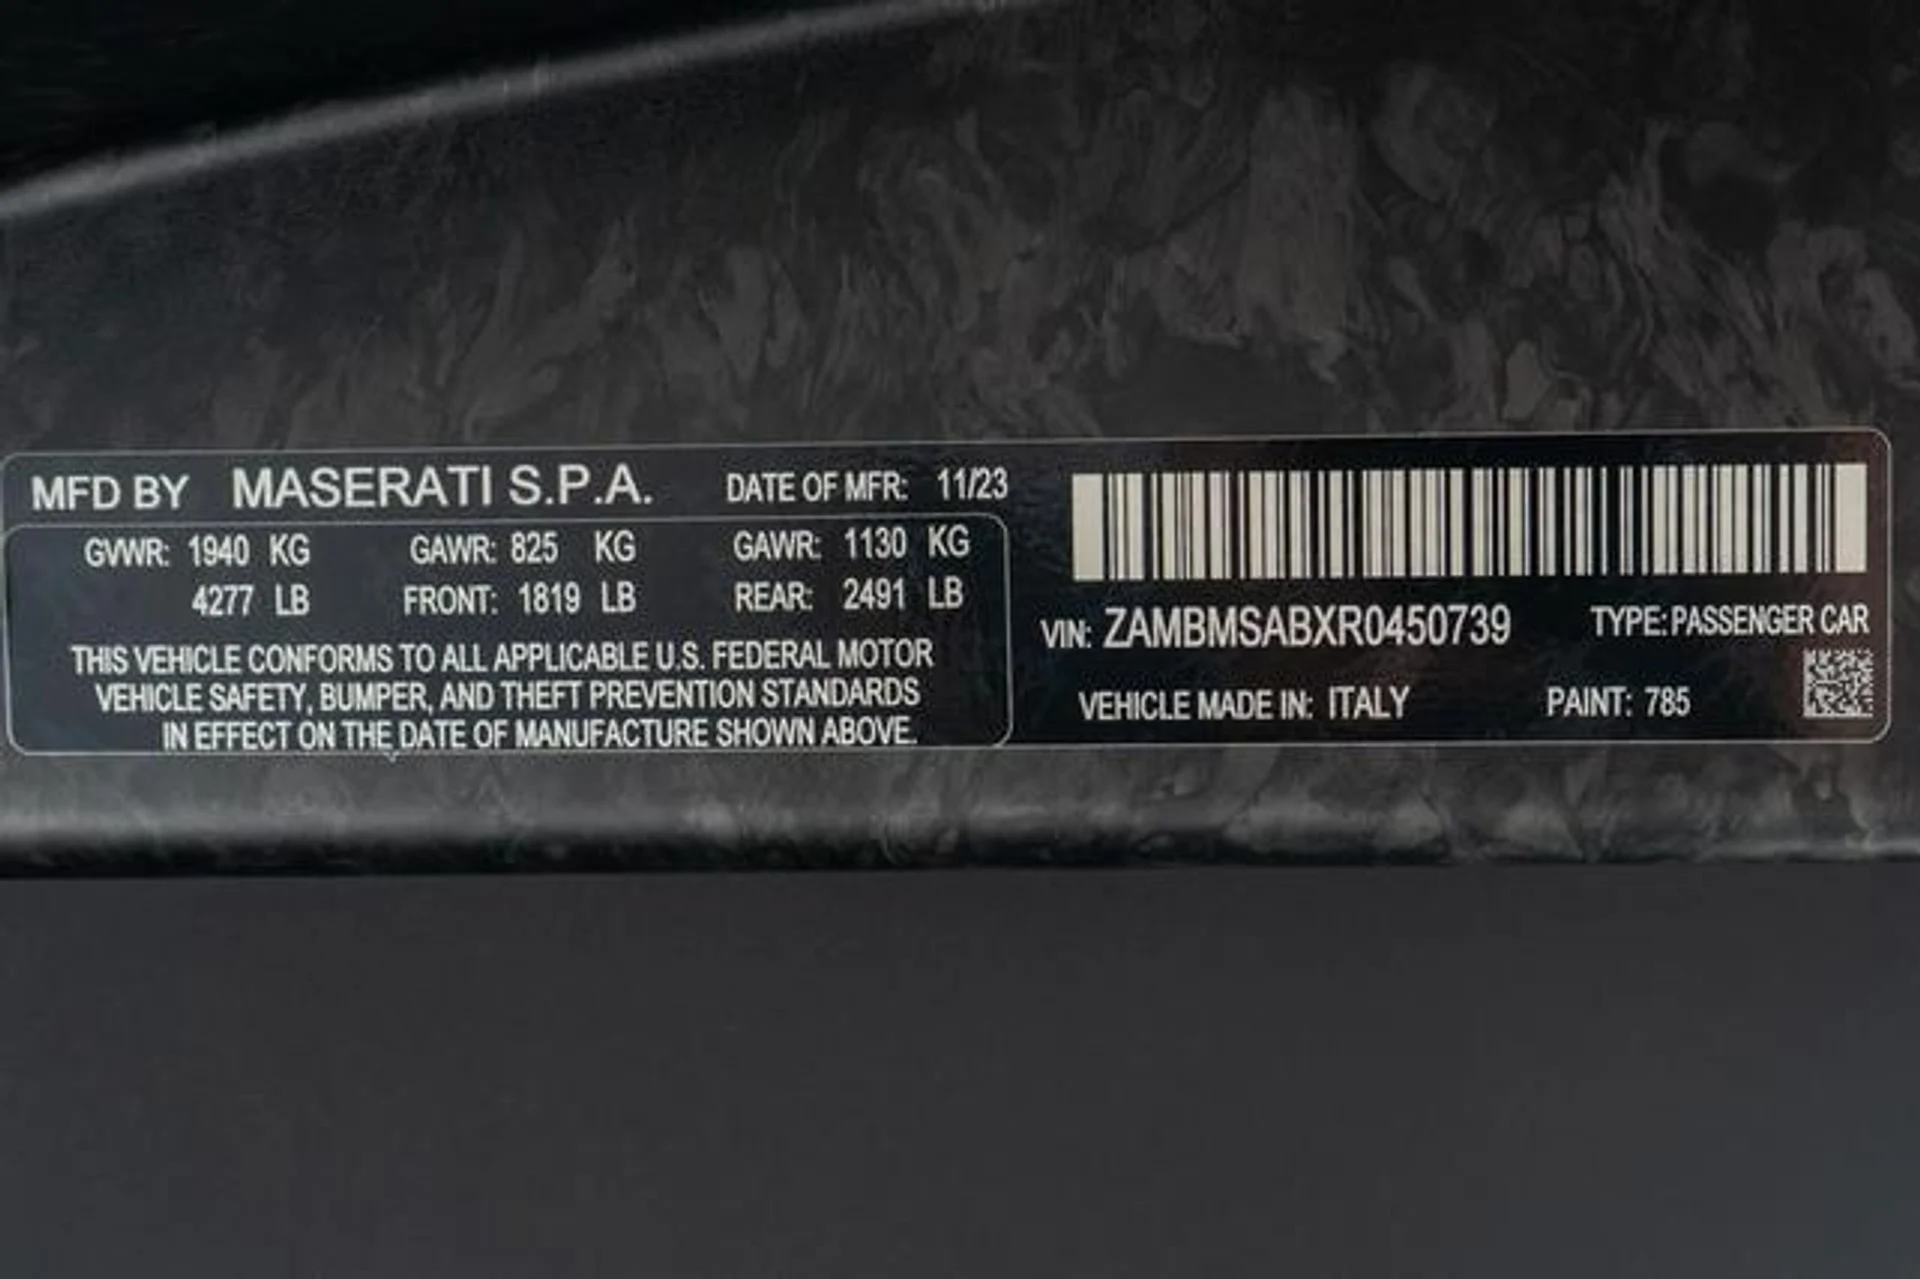 MFD BY MASERATI S.P.A. DATE OF MFR: 11/23
GVWR: 1940 KG GAWR: 825 KG GAWR: 1130 KG
4277 LB FRONT: 1819 LB REAR: 2491 LB
THIS VEHICLE CONFORMS TO ALL APPLICABLE U.S. FEDERAL MOTOR
VEHICLE SAFETY, BUMPER, AND THEFT PREVENTION STANDARDS
IN EFFECT ON THE DATE OF MANUFACTURE SHOWN ABOVE.
VIN: ZAMBMSABXR0450739 TYPE: PASSENGER CAR
VEHICLE MADE IN: ITALY PAINT: 785